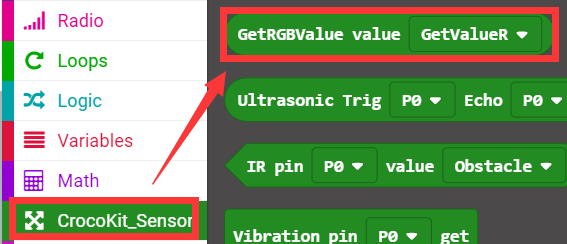 Radio
Loops
Logic
Variables
Math
CrocoKit_Sensor
GetRGBValue value GetValueR
Ultrasonic Trig P0 Echo P0
IR pin P0 value Obstacle
Vibration pin P0 get